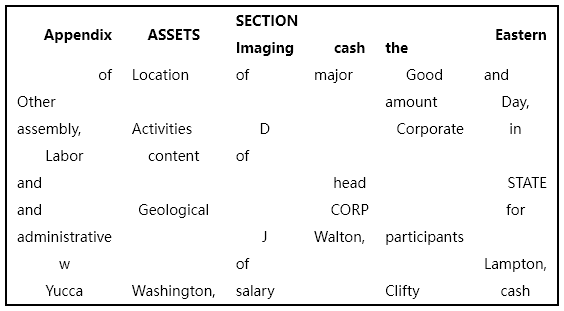 Appendix ASSETS SECTION Imaging cash the Eastern
of Location of major Good and
Other amount Day,
assembly, Activities D Corporate in
Labor content of
and head STATE
and Geological CORP for
administrative J Walton, participants
w of Lampton,
Yucca Washington, salary Clifty cash